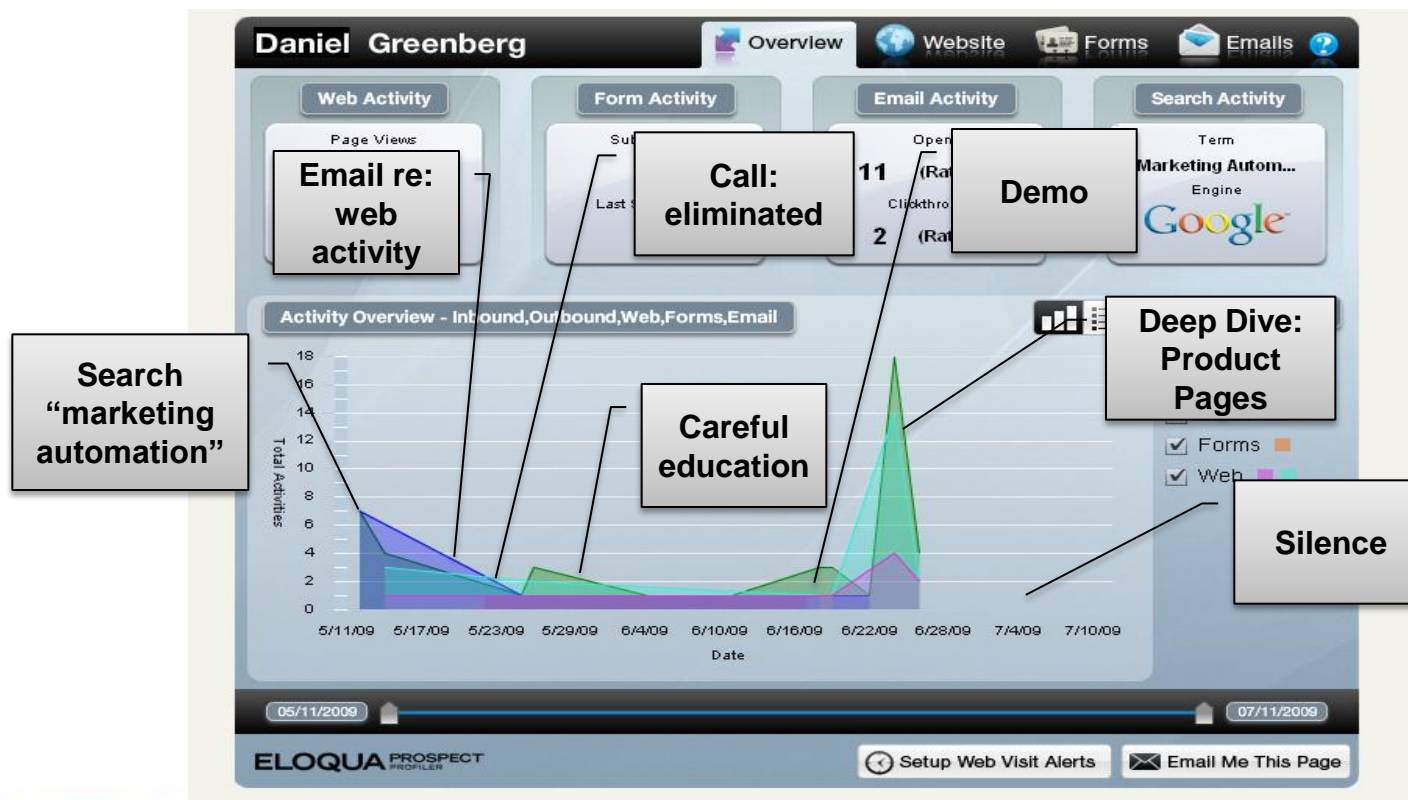 Daniel Greenberg
Overview
Website
Forms
Emails
?
Web Activity
Form Activity
Email Activity
Search Activity
Page Views
Open
11 (Rat
Clickthro
2 (Rat
Last
Term
Marketing Autom...
Engine
Google
Email re:
web
activity
Call:
eliminated
Demo
Activity Overview - Inbound,Outbound,Web,Forms,Email
Deep Dive:
Product
Pages
Search
“marketing
automation”
Careful
education
Silence
Forms
Web
Total Activities
18
16
14
12
10
8
6
4
2
0
5/11/09 5/17/09 5/23/09 5/29/09 6/4/09 6/10/09 6/16/09 6/22/09 6/28/09 7/4/09 7/10/09
Date
05/11/2009
07/11/2009
ELOQUA PROSPECT
PROFILER
Setup Web Visit Alerts
Email Me This Page